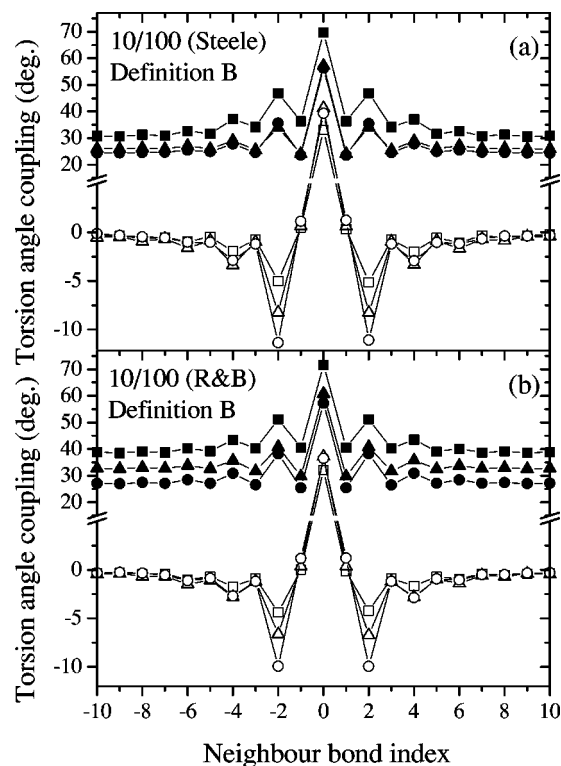 10/100 (Steele)
Definition B
(a)
70
60
50
40
30
20
0
-5
-10
Torsion angle coupling (deg.)
10/100 (R&B)
Definition B
(b)
70
60
50
40
30
20
0
-5
-10
Torsion angle coupling (deg.)
-10 -8 -6 -4 -2 0 2 4 6 8 10
Neighbour bond index